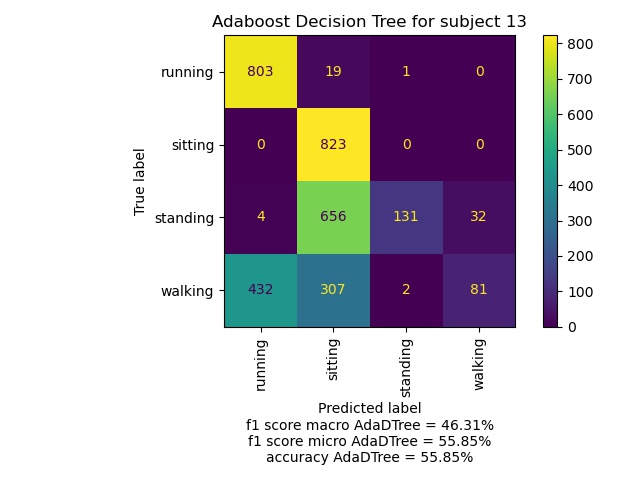 Adaboost Decision Tree for subject 13
running 803 19 1 0
sitting 0 823 0 0
standing 4 656 131 32
walking 432 307 2 81
True label
running sitting standing walking
Predicted label
f1 score macro AdaDTree = 46.31%
f1 score micro AdaDTree = 55.85%
accuracy AdaDTree = 55.85%
800
700
600
500
400
300
200
100
0